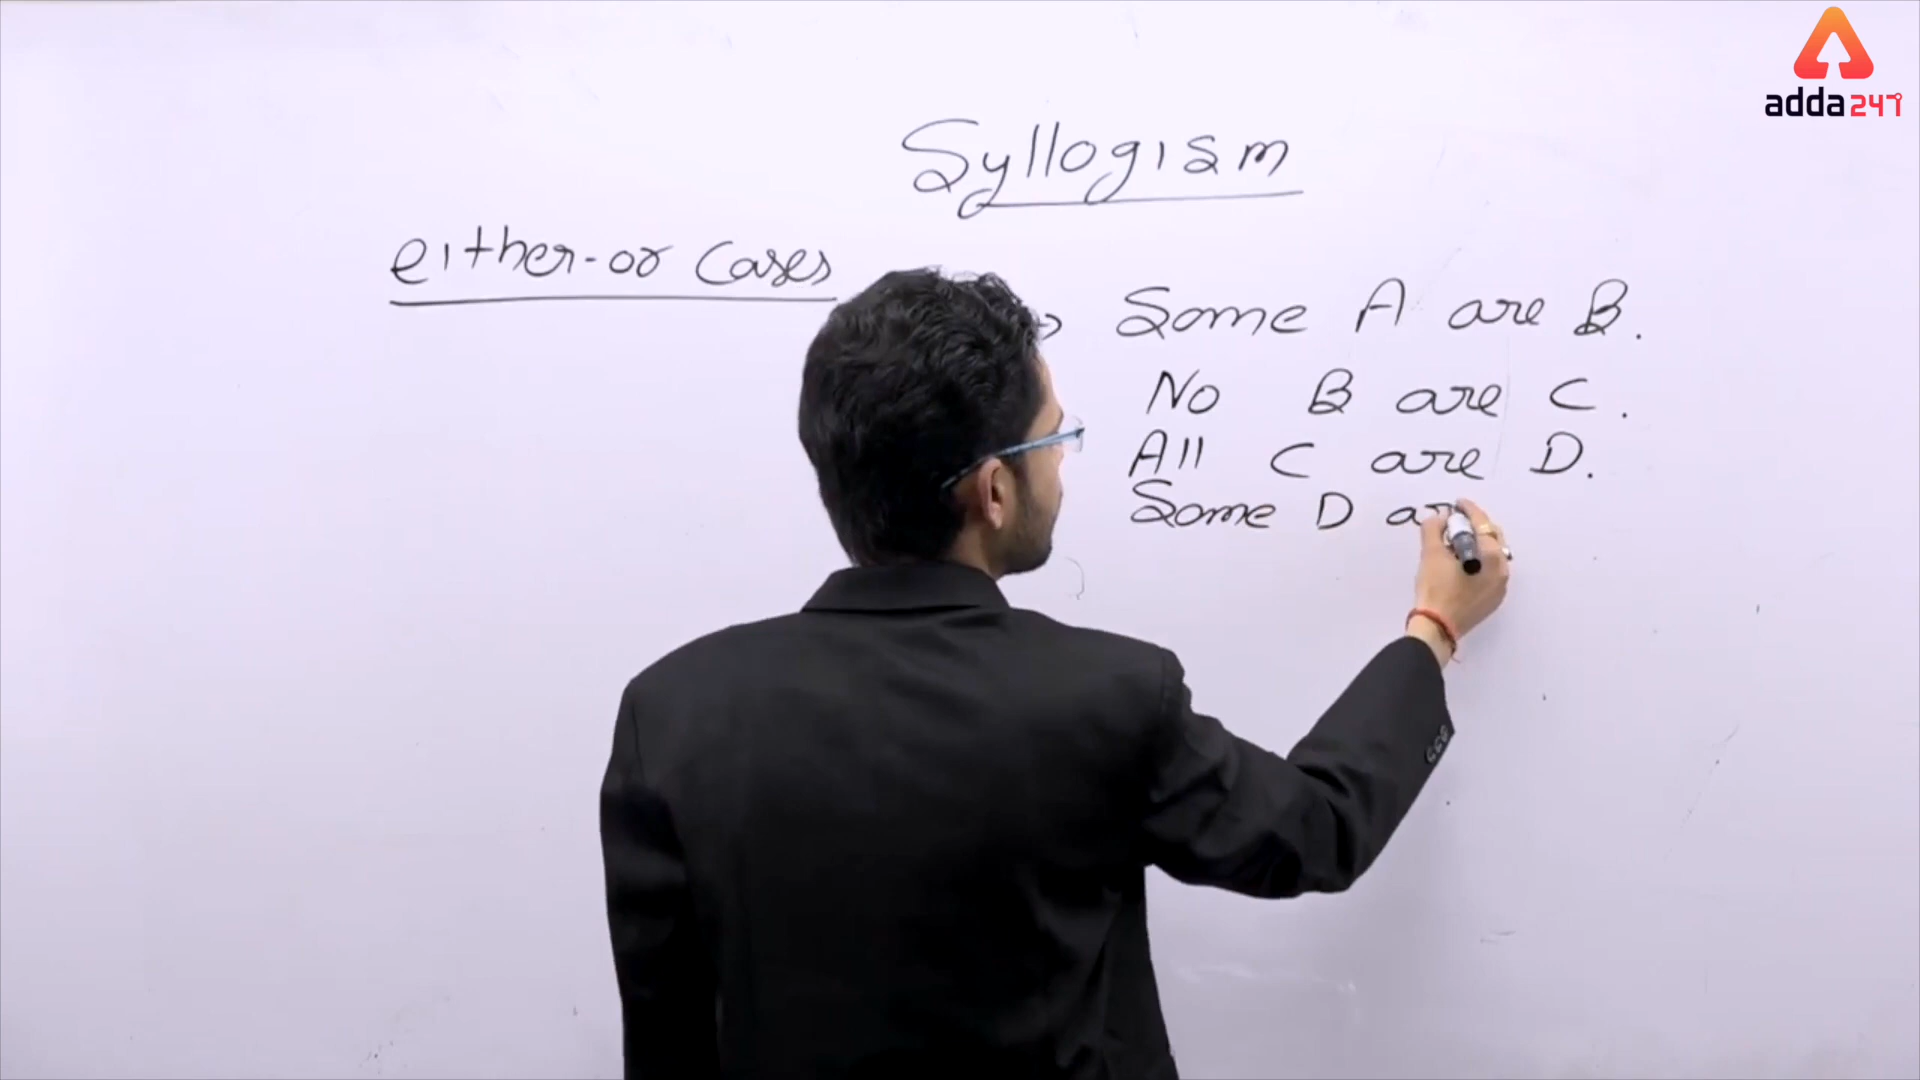 adda247
Syllogism
either-or Cases
Some A are B.
No B are C.
All C are D.
Some D